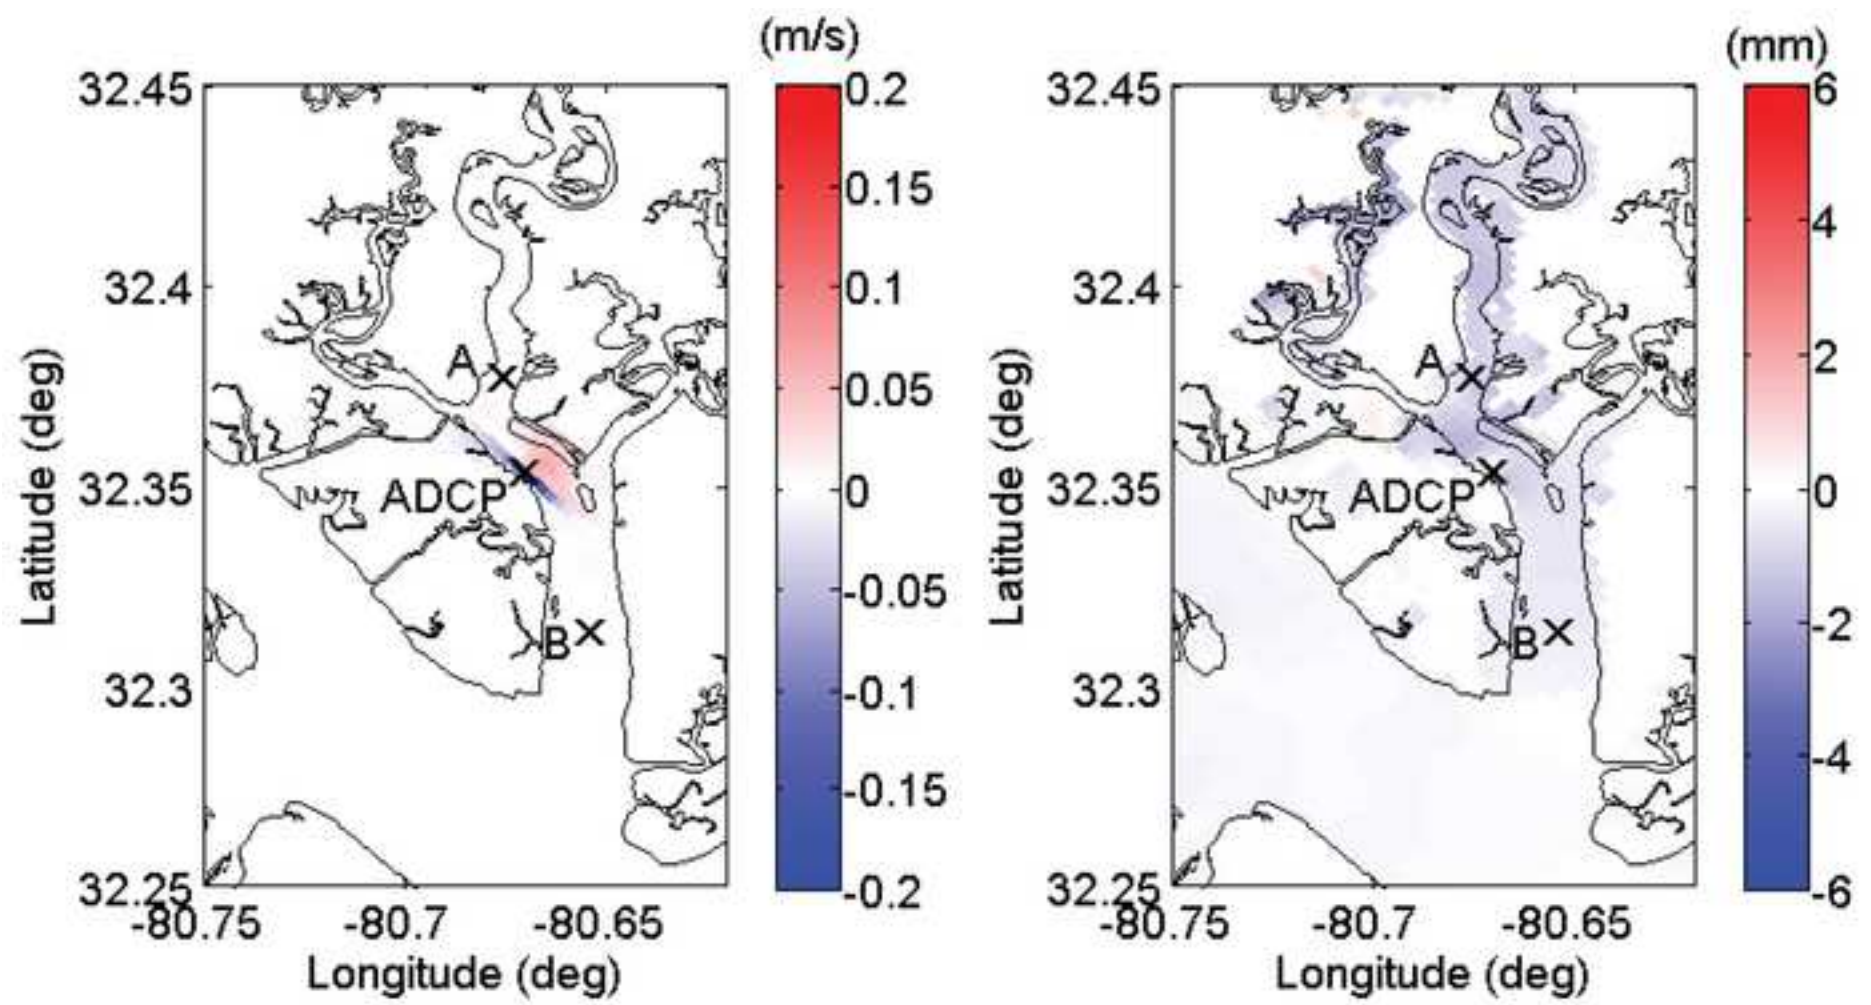 (m/s)
32.45
32.4
32.35
32.3
32.25
-80.75
-80.7
-80.65
Latitude (deg)
Longitude (deg)
A
ADCP
B
0.2
0.15
0.1
0.05
0
-0.05
-0.1
-0.15
-0.2
(mm)
32.45
32.4
32.35
32.3
32.25
-80.75
-80.7
-80.65
Latitude (deg)
Longitude (deg)
A
ADCP
B
6
4
2
0
-2
-4
-6